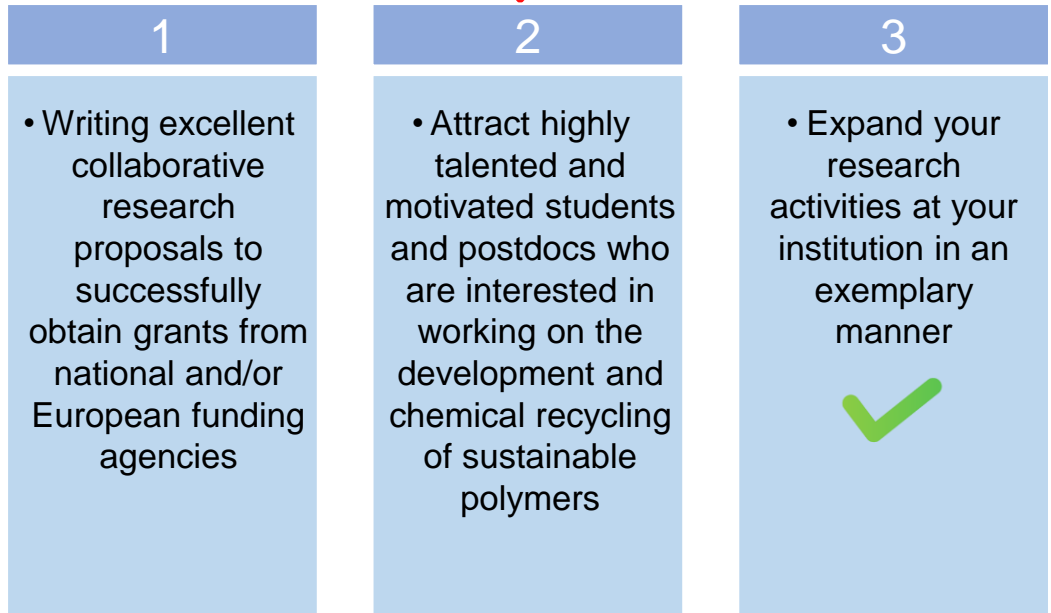 1
• Writing excellent
collaborative
research
proposals to
successfully
obtain grants from
national and/or
European funding
agencies
2
• Attract highly
talented and
motivated students
and postdocs who
are interested in
working on the
development and
chemical recycling
of sustainable
polymers
3
• Expand your
research
activities at your
institution in an
exemplary
manner